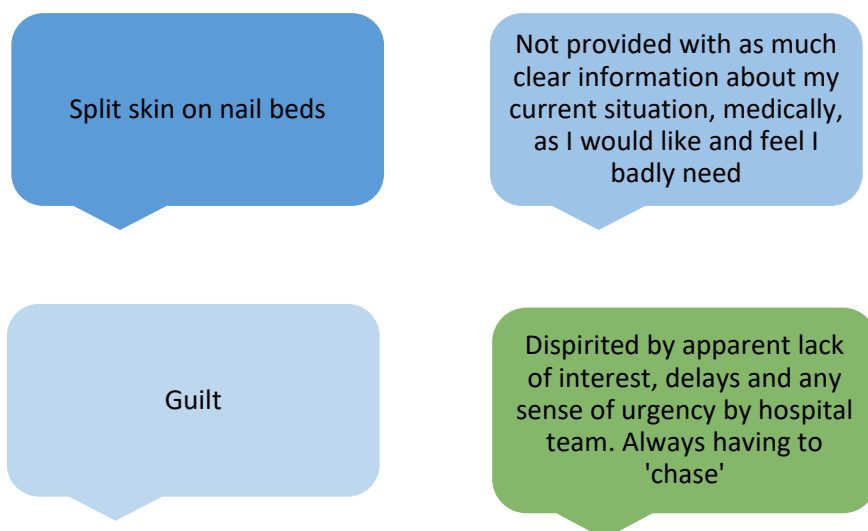 Split skin on nail beds
Not provided with as much
clear information about my
current situation, medically,
as I would like and feel I
badly need
Guilt
Dispirited by apparent lack
of interest, delays and any
sense of urgency by hospital
team. Always having to
'chase'